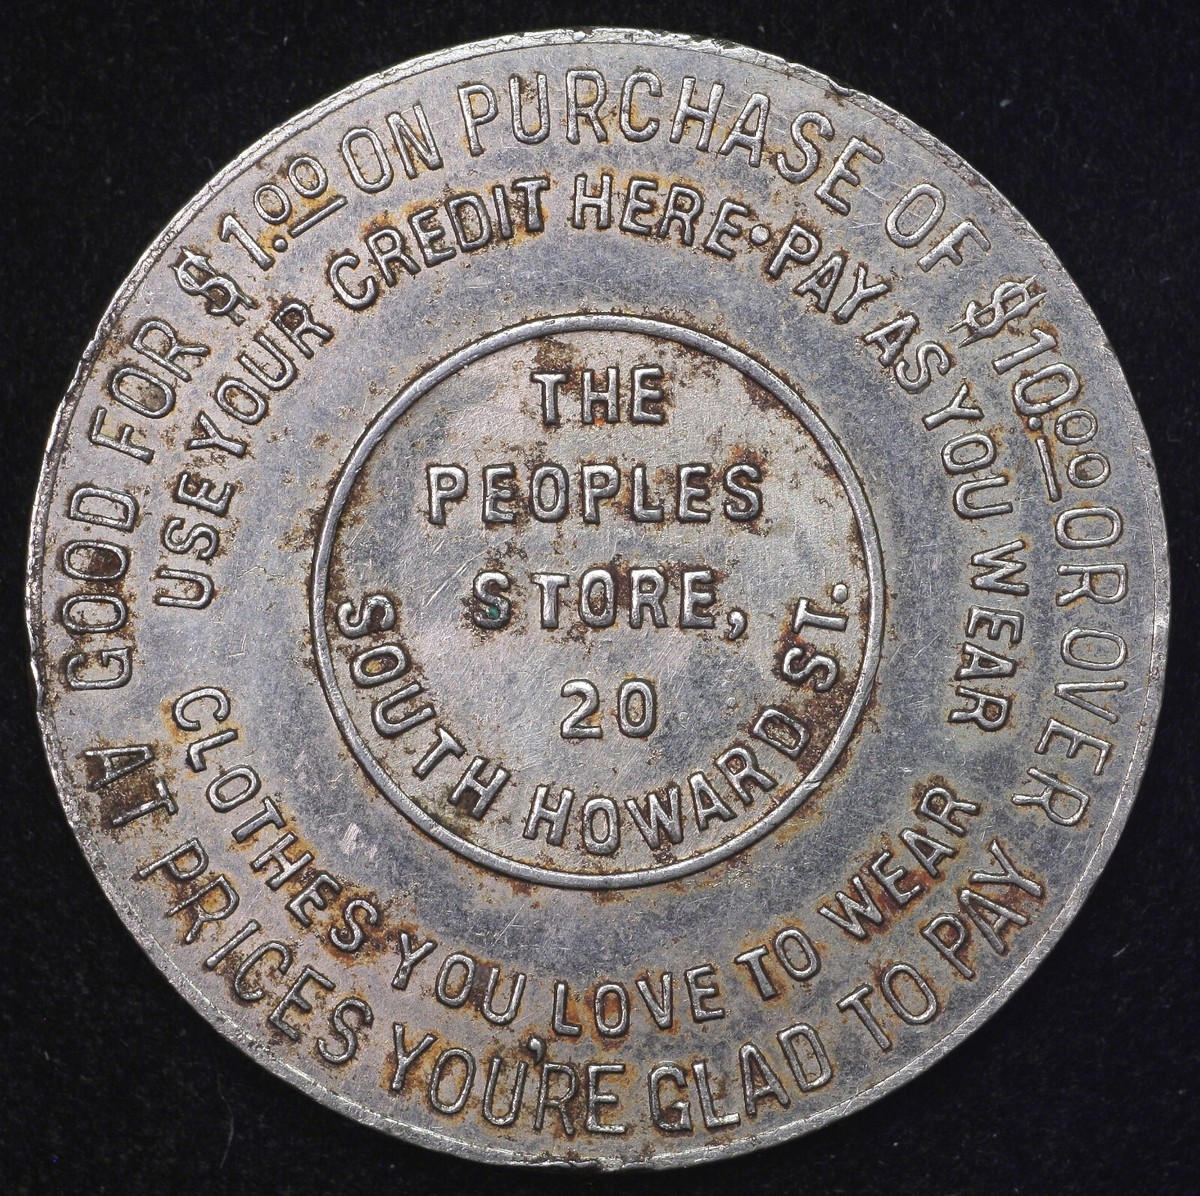 GOOD FOR $1.00 ON PURCHASE OF $10.00 OR OVER
AT PRICES YOU'RE GLAD TO PAY
USE YOUR CREDIT HERE • PAY AS YOU WEAR
CLOTHES YOU LOVE TO WEAR
THE
PEOPLES
STORE,
20
SOUTH HOWARD ST.